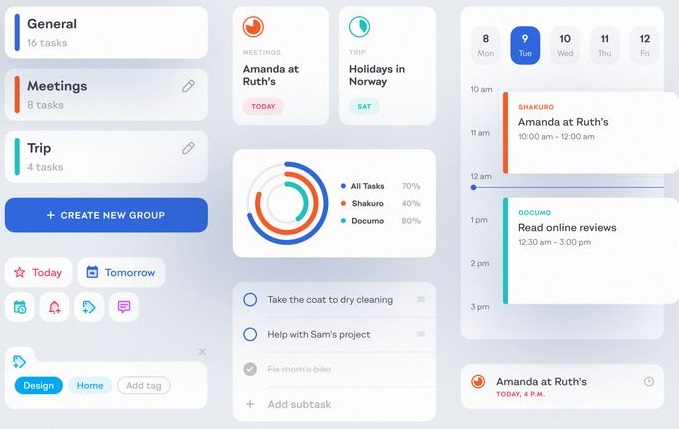 General
16 tasks
Meetings
8 tasks
Trip
4 tasks
+ CREATE NEW GROUP
Today
Tomorrow
Design
Home
Add tag
MEETINGS
Amanda at
Ruth's
TODAY
TRIP
Holidays in
Norway
SAT
All Tasks 70%
Shakuro 40%
Documo 80%
Take the coat to dry cleaning
Help with Sam's project
Fix mom's bike
+ Add subtask
8 9 10 11 12
Mon Tue Wed Thu Fri
10 am
SHAKURO
Amanda at Ruth's
11 am
10:00 am - 12:00 am
12 am
DOCUMO
1 pm
Read online reviews
12:30 am - 3:00 pm
2 pm
3 pm
Amanda at Ruth's
TODAY, 4 P.M.